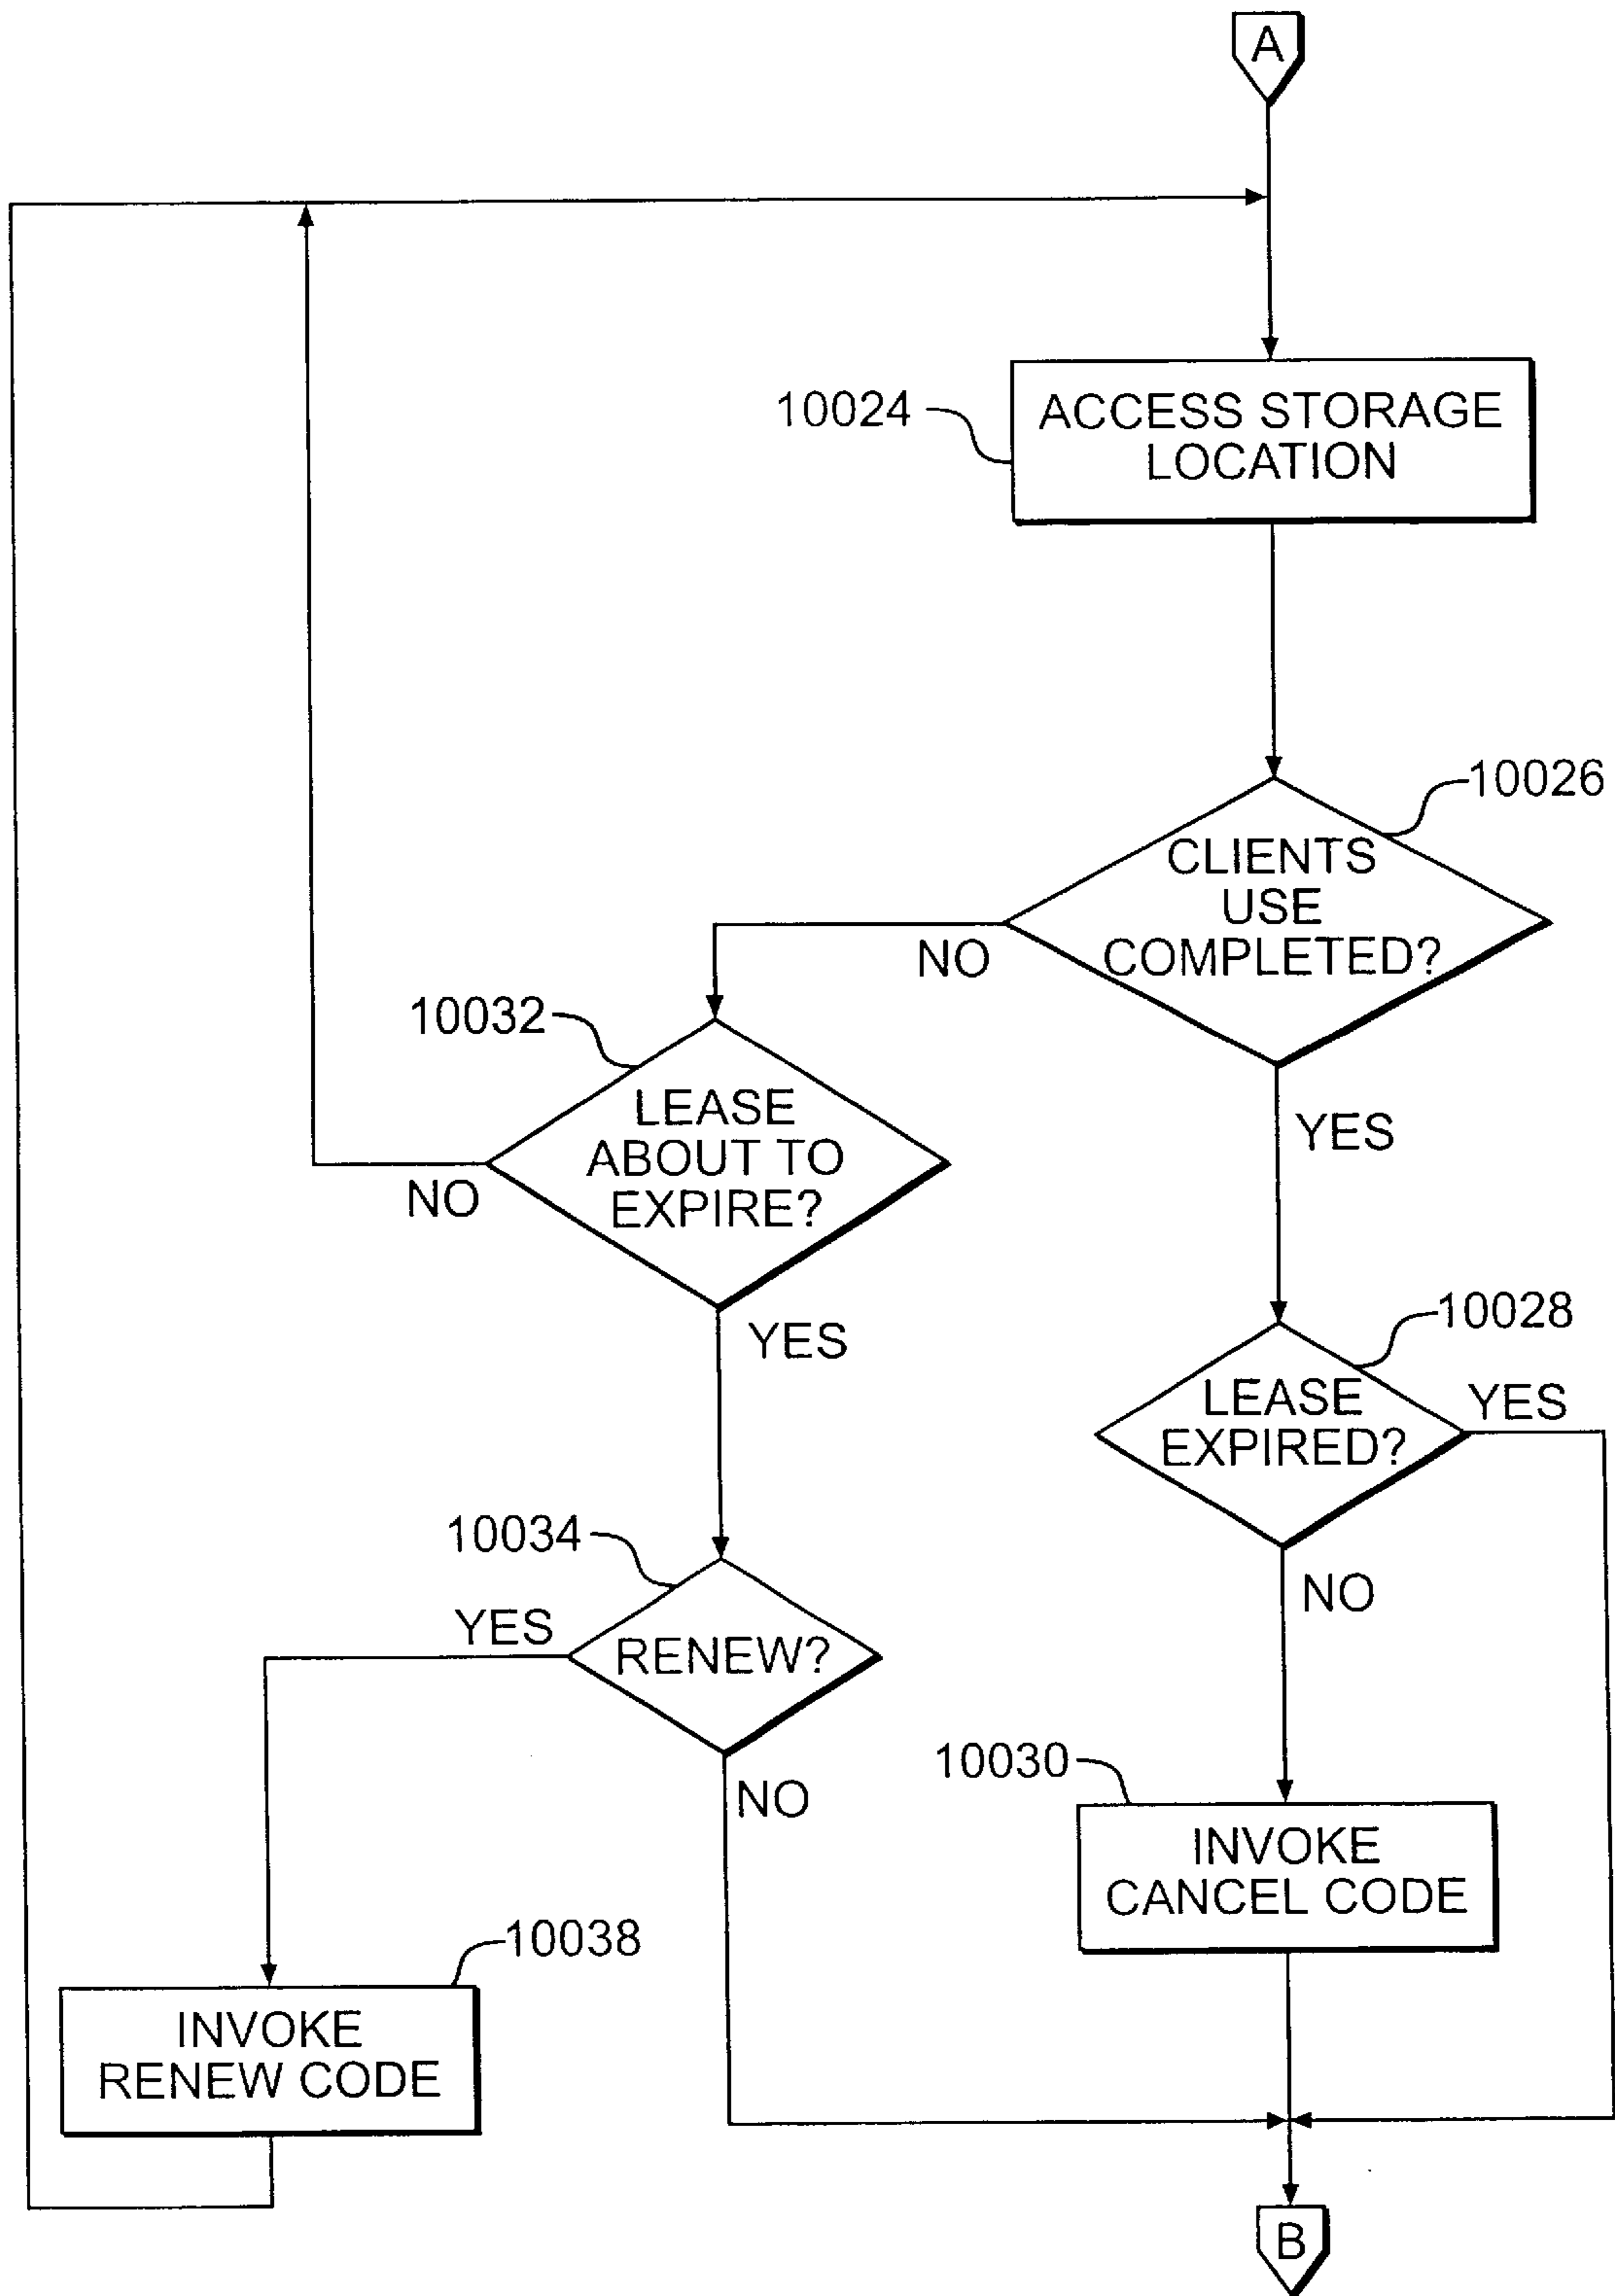 A
10024
ACCESS STORAGE
LOCATION
10026
CLIENTS
USE
COMPLETED?
NO
YES
10032
LEASE
ABOUT TO
EXPIRE?
NO
YES
10028
LEASE
EXPIRED?
YES
NO
10034
RENEW?
YES
NO
10030
INVOKE
CANCEL CODE
10038
INVOKE
RENEW CODE
B